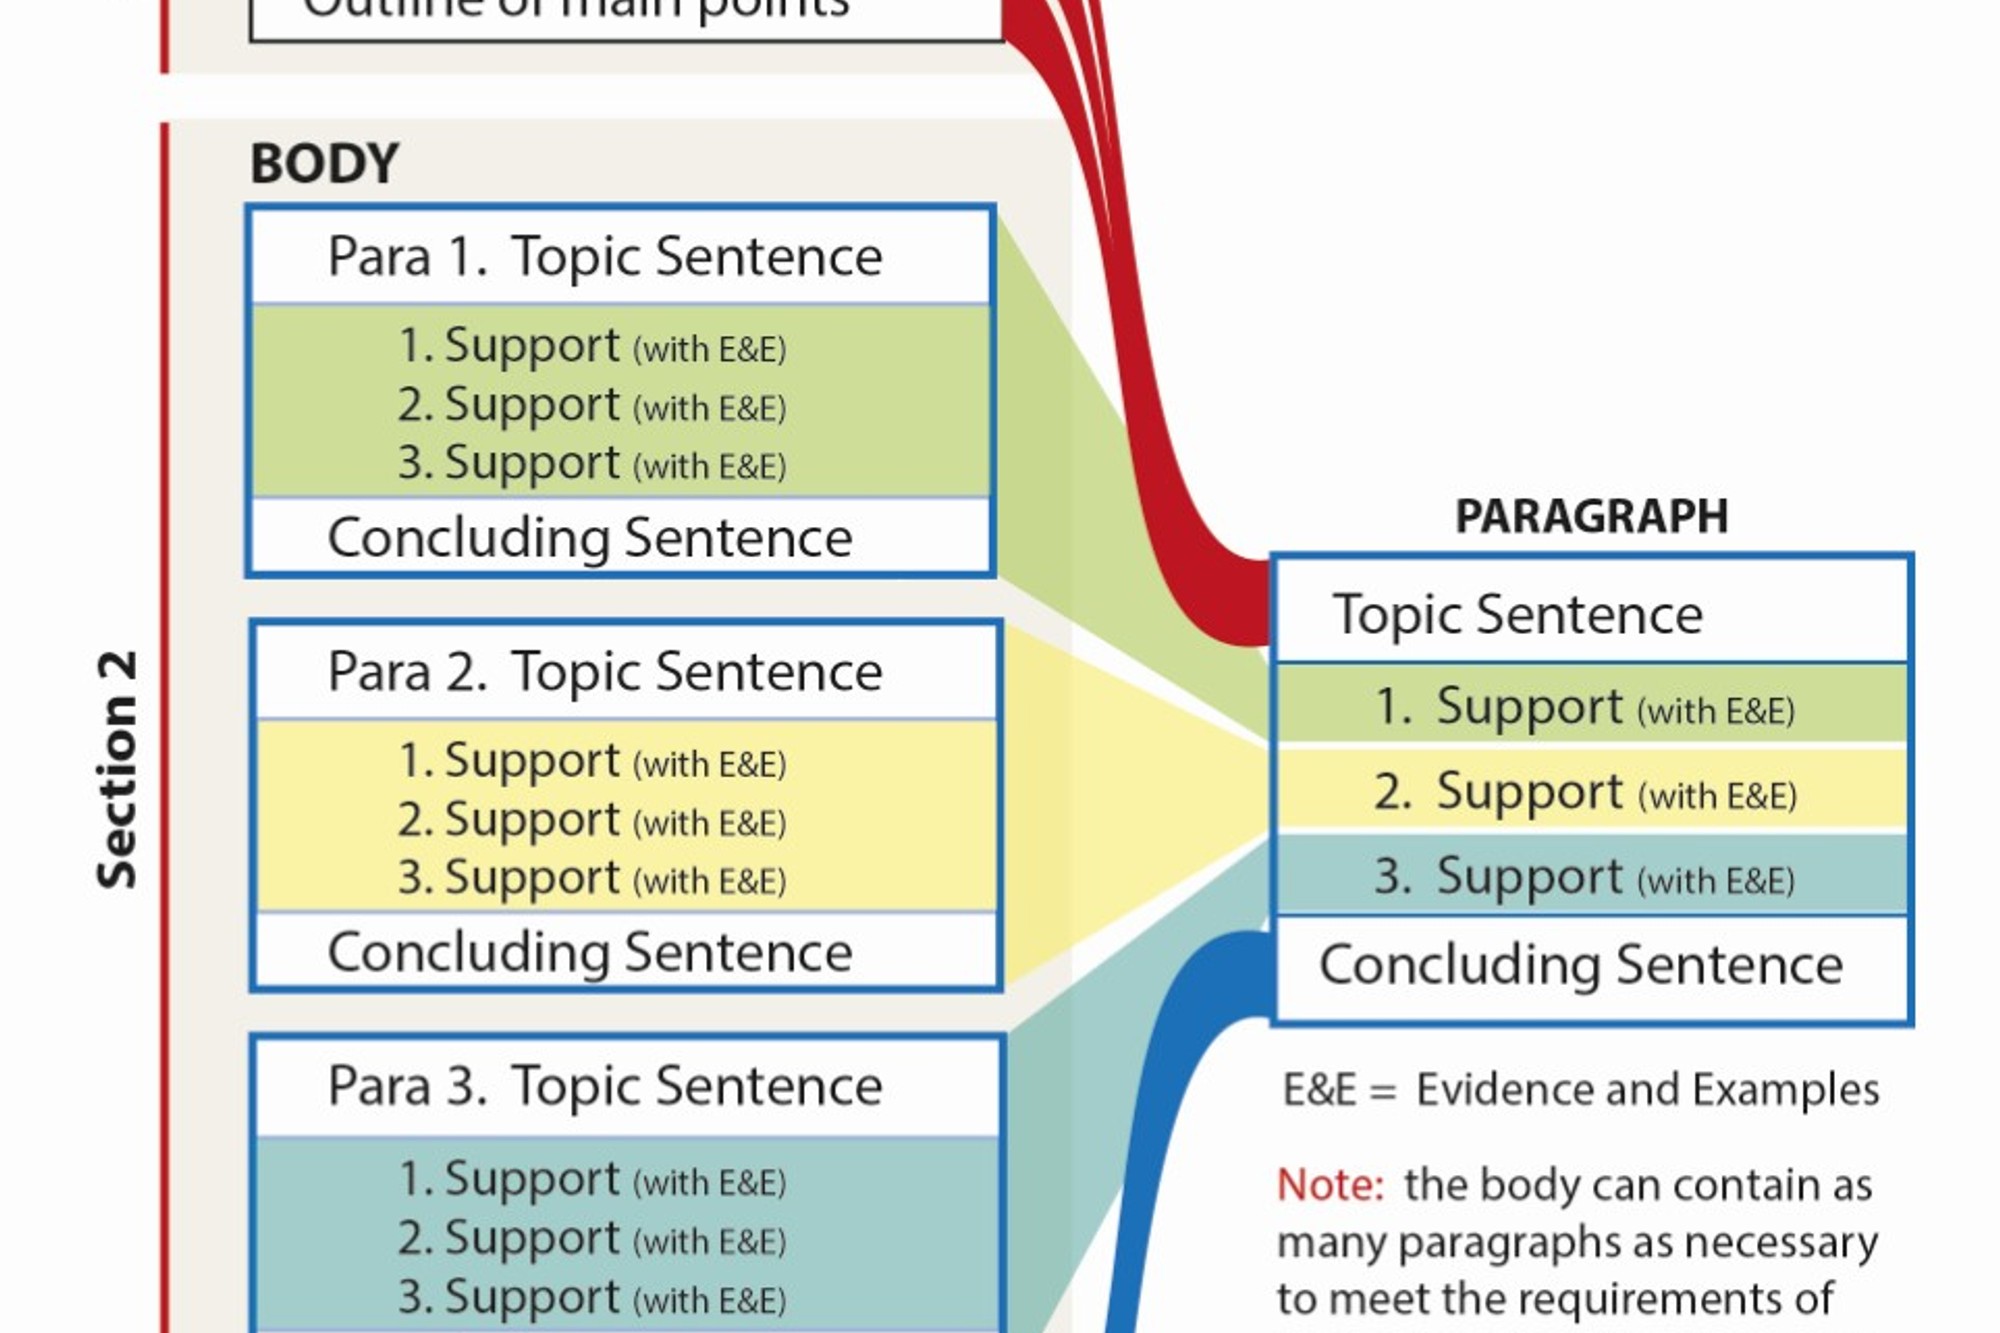 Outline of main points
BODY
Para 1. Topic Sentence
1. Support (with E&E)
2. Support (with E&E)
3. Support (with E&E)
Concluding Sentence
Section 2
Para 2. Topic Sentence
1. Support (with E&E)
2. Support (with E&E)
3. Support (with E&E)
Concluding Sentence
Para 3. Topic Sentence
1. Support (with E&E)
2. Support (with E&E)
3. Support (with E&E)
PARAGRAPH
Topic Sentence
1. Support (with E&E)
2. Support (with E&E)
3. Support (with E&E)
Concluding Sentence
E&E = Evidence and Examples
Note: the body can contain as
many paragraphs as necessary
to meet the requirements of